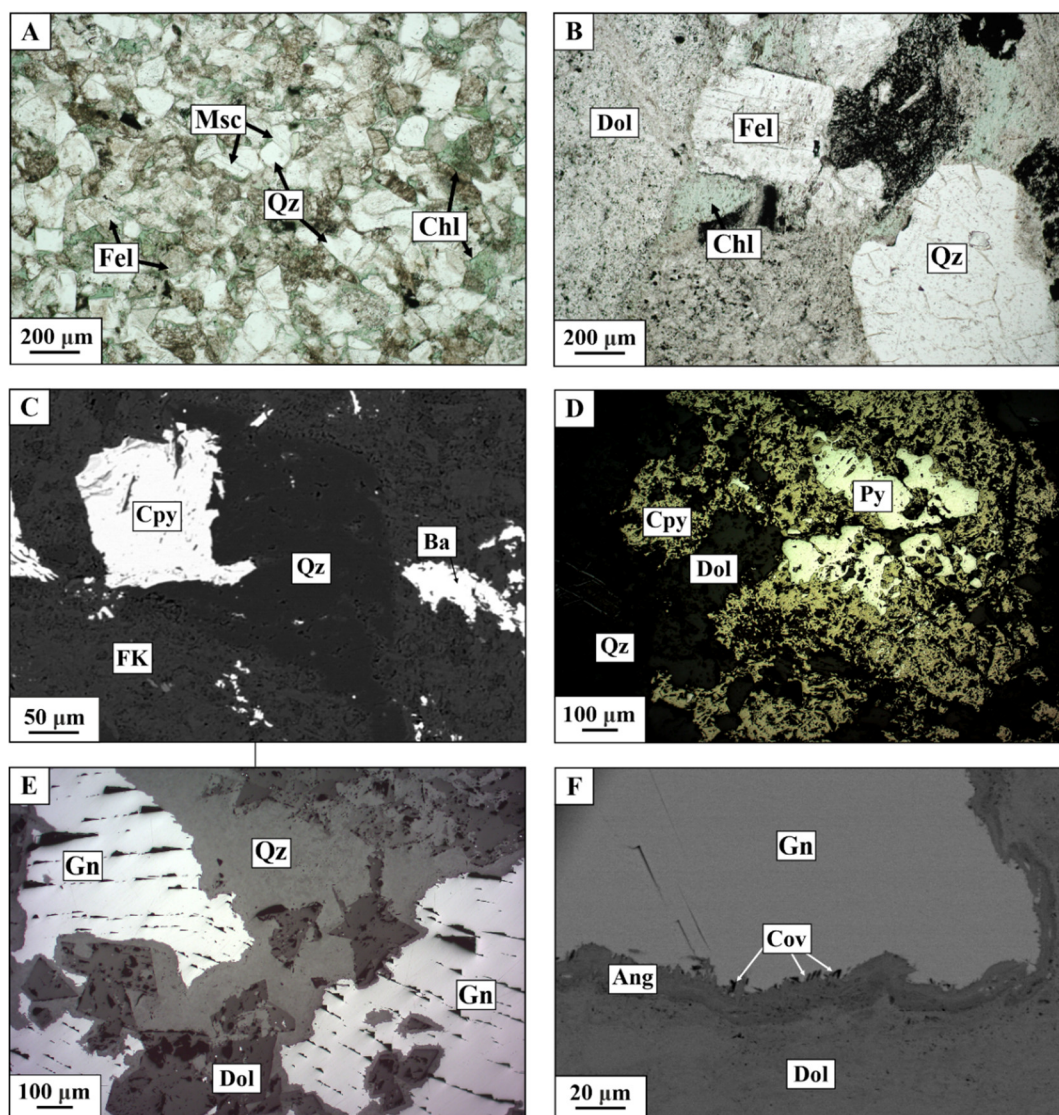 A
Msc
Qz
Chl
Fel
200 µm
B
Dol
Fel
Chl
Qz
200 µm
C
Cpy
Ba
Qz
FK
50 µm
D
Py
Cpy
Dol
Qz
100 µm
E
Qz
Gn
Gn
Dol
100 µm
F
Gn
Cov
Ang
Dol
20 µm